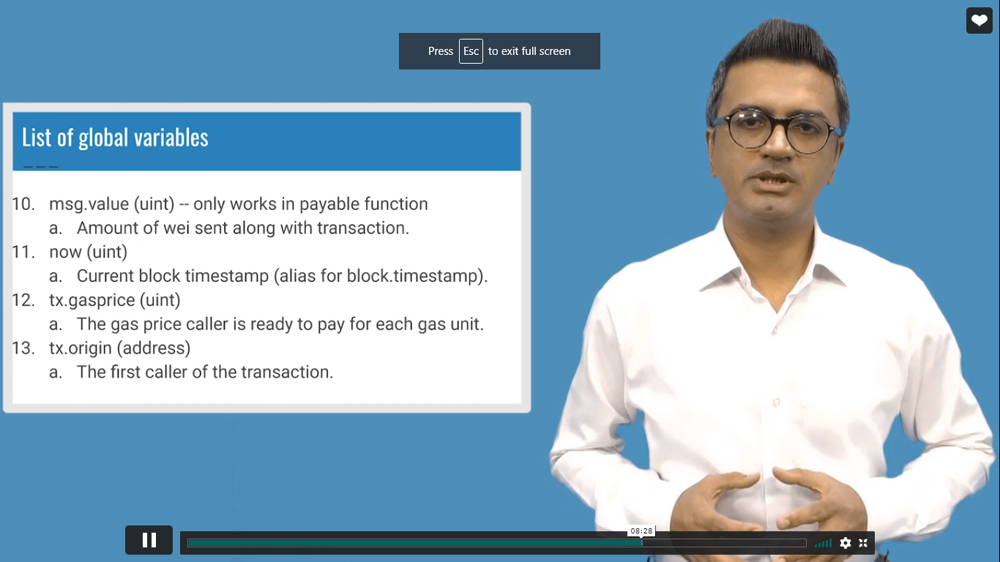 Press Esc to exit full screen
List of global variables
10. msg.value (uint) -- only works in payable function
a. Amount of wei sent along with transaction.
11. now (uint)
a. Current block timestamp (alias for block.timestamp).
12. tx.gasprice (uint)
a. The gas price caller is ready to pay for each gas unit.
13. tx.origin (address)
a. The first caller of the transaction.
08:28